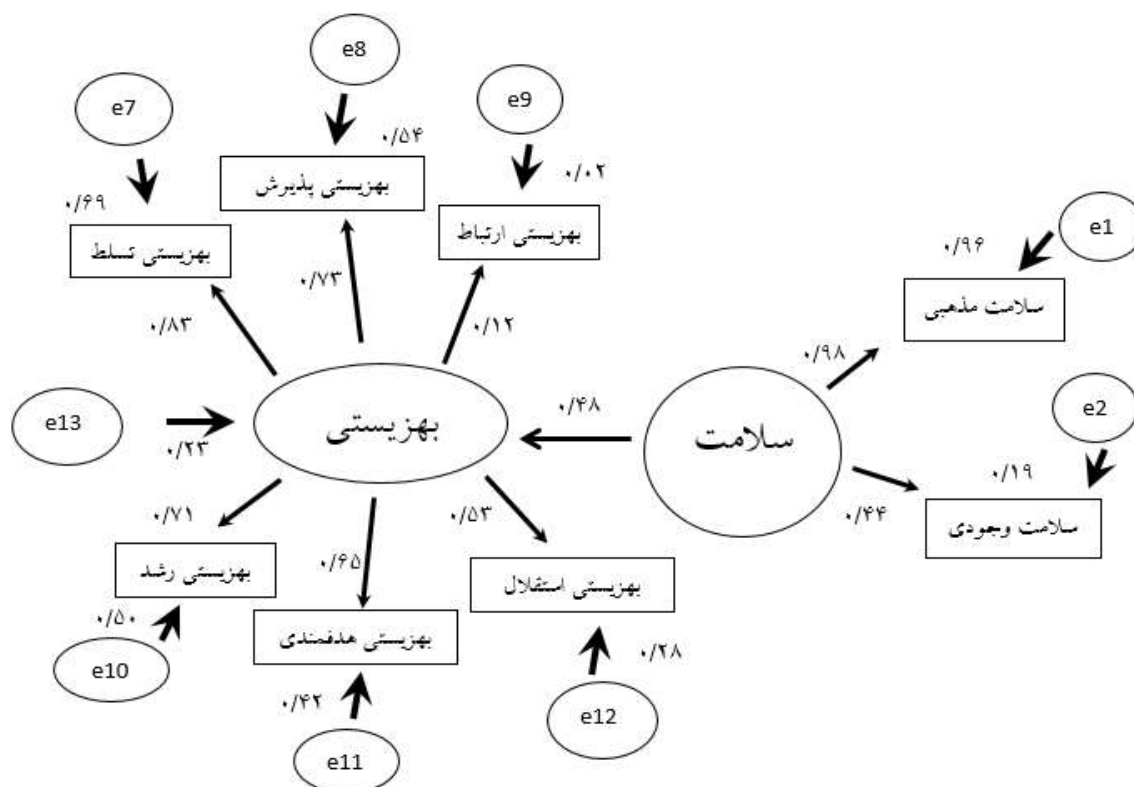 e8
e7
e9
۰/۵۴
بهزیستی پذیرش
۰/۰۲
بهزیستی ارتباط
۰/۶۹
بهزیستی تسلط
e1
۰/۹۶
سلامت مذهبی
۰/۷۳
۰/۱۲
۰/۸۳
۰/۹۸
e2
e13
۰/۲۳
بهزیستی
۰/۴۸
سلامت
۰/۱۹
سلامت وجودی
۰/۴۴
۰/۷۱
۰/۵۳
بهزیستی رشد
۰/۶۵
بهزیستی استقلال
۰/۵۰
e10
بهزیستی هدفمندی
۰/۲۸
۰/۴۲
e12
e11